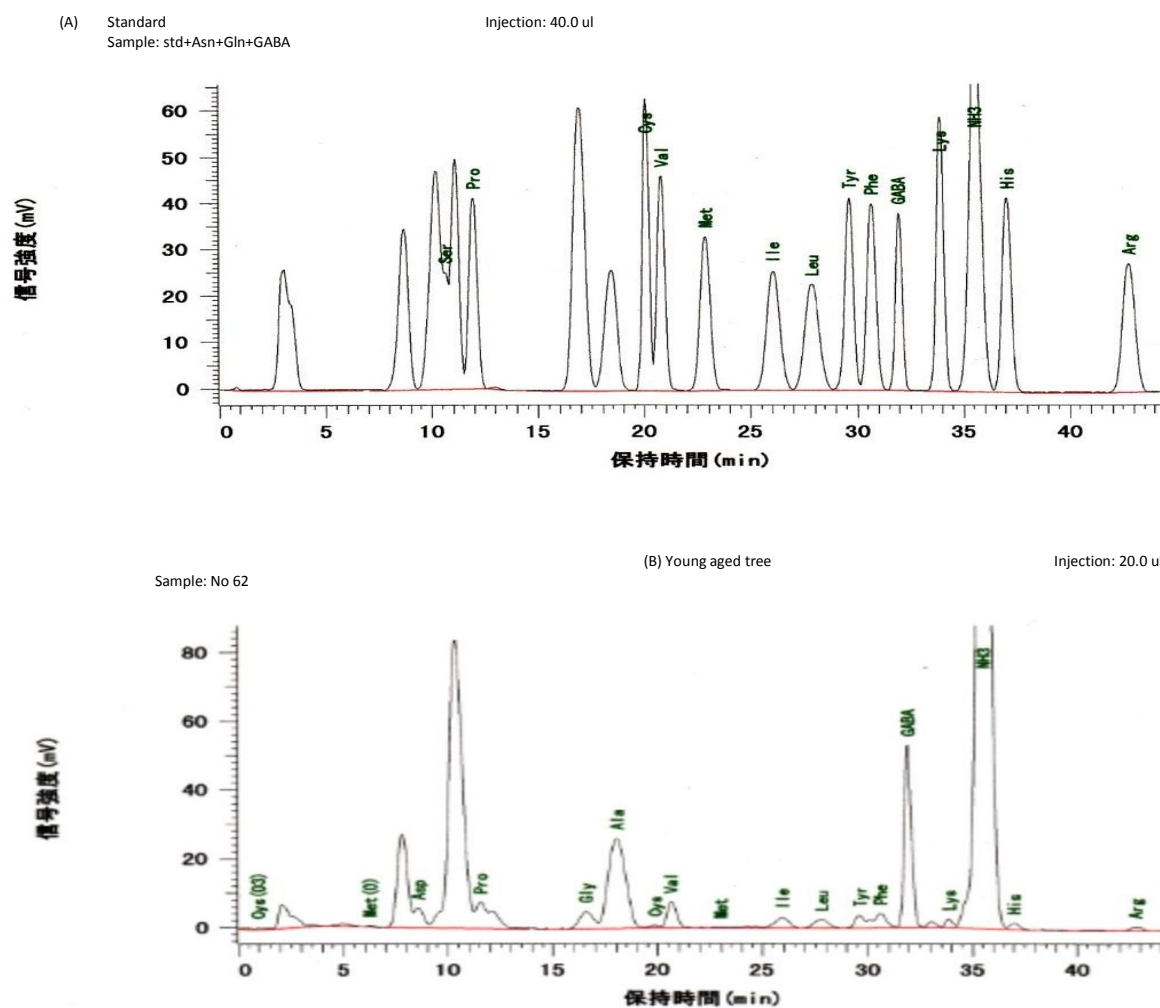 (A) Standard Injection: 40.0 ul
Sample: std+Asn+Gln+GABA
信号強度(mV)
60
50
40
30
20
10
0
Ser
Pro
Cys
Val
Met
Ile
Leu
Tyr
Phe
GABA
Lys
NH3
His
Arg
0 5 10 15 20 25 30 35 40
保持時間(min)
(B) Young aged tree Injection: 20.0 u
Sample: No 62
信号強度(mV)
80
60
40
20
0
Cys(O3)
Met(O)
Asp
Pro
Gly
Ala
Cys
Val
Met
Ile
Leu
Tyr
Phe
GABA
Lys
NH3
His
Arg
0 5 10 15 20 25 30 35 40
保持時間(min)